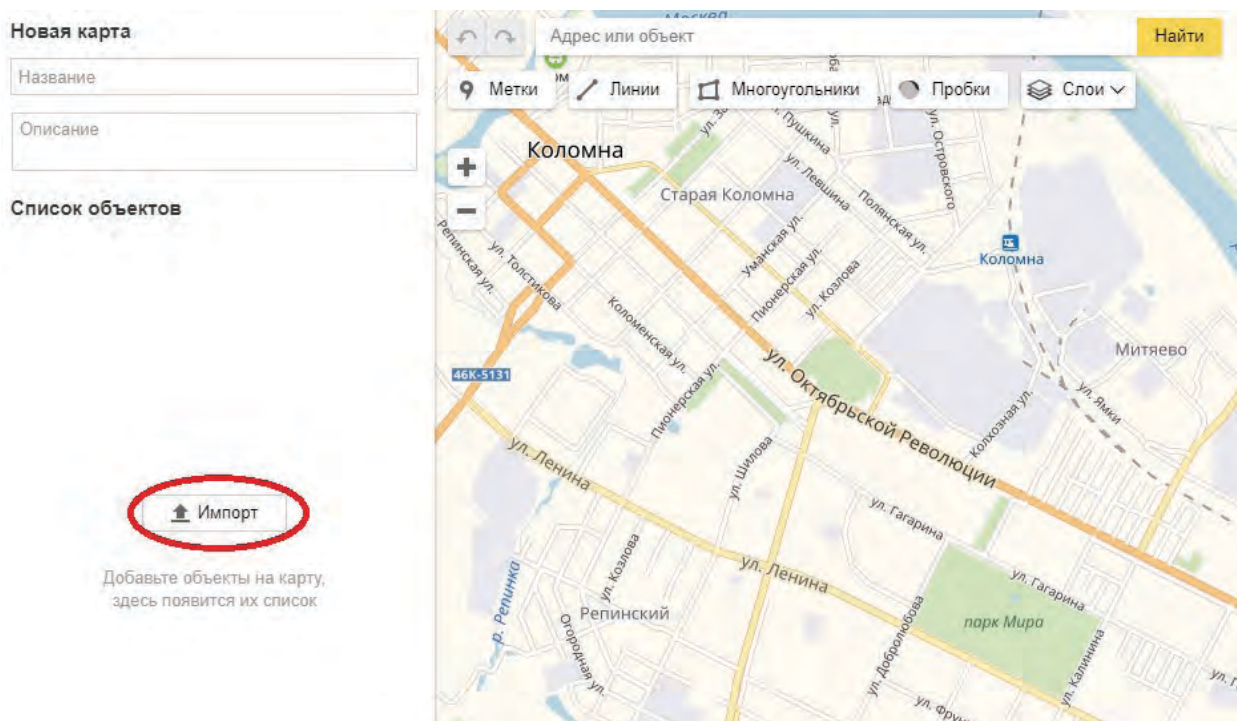 Новая карта
Название
Описание
Список объектов
Импорт
Добавьте объекты на карту,
здесь появится их список
Москва
Адрес или объект
Найти
Метки
Линии
Многоугольники
Пробки
Слои
ул. Пушкина
ул. Островского
Коломна
ул. Левшина
Старая Коломна
Полянская ул.
Репинская ул.
ул. Толстикова
Уманская ул.
Пионерская ул.
ул. Козлова
Коломна
Коломенская ул.
Митяево
46К-5131
ул. Октябрьской Революции
Пионерская ул.
ул. Ямки
Колхозная ул.
ул. Ленина
ул. Шилова
ул. Гагарина
ул. Козлова
ул. Ленина
ул. Гагарина
р. Репинка
Репинский
парк Мира
Огородная ул.
ул. Добролюбова
ул. Калинина